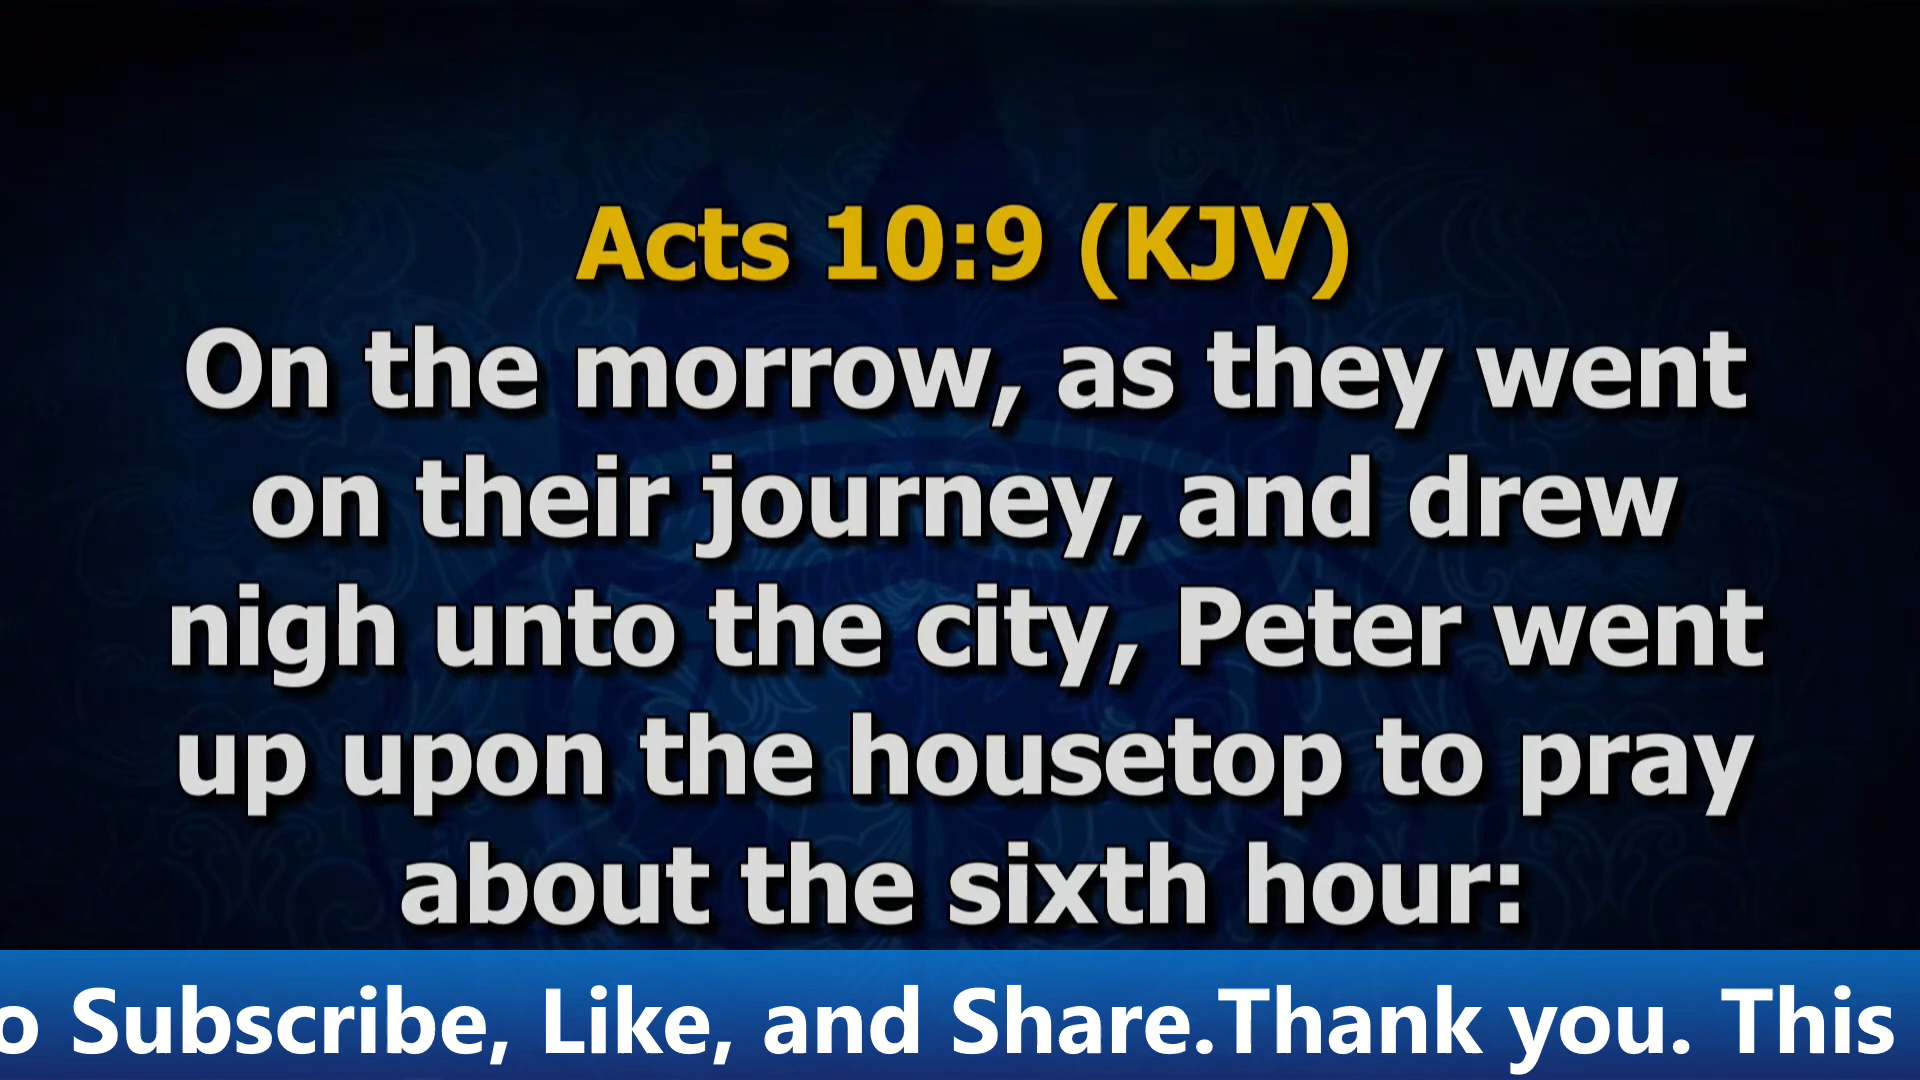 Acts 10:9 (KJV)
On the morrow, as they went
on their journey, and drew
nigh unto the city, Peter went
up upon the housetop to pray
about the sixth hour:
o Subscribe, Like, and Share.Thank you. This